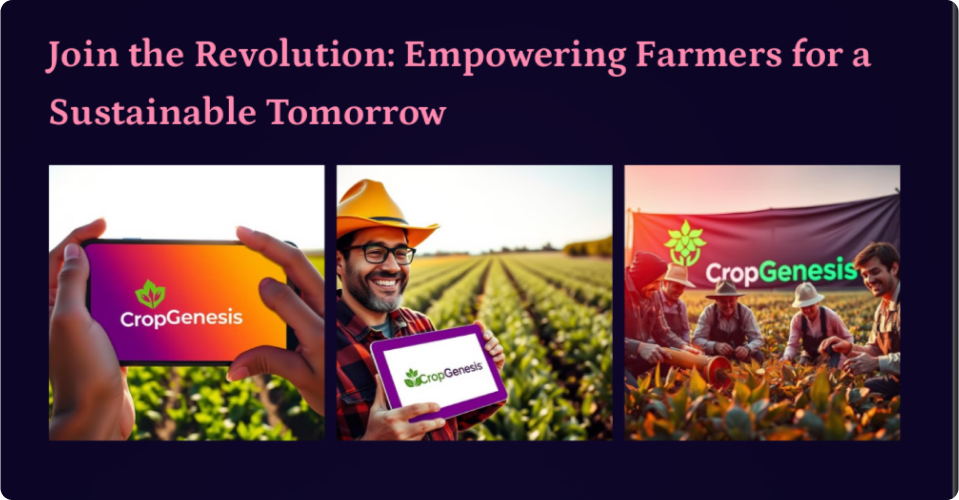 Join the Revolution: Empowering Farmers for a
Sustainable Tomorrow
CropGenesis
CropGenesis
CropGenesis